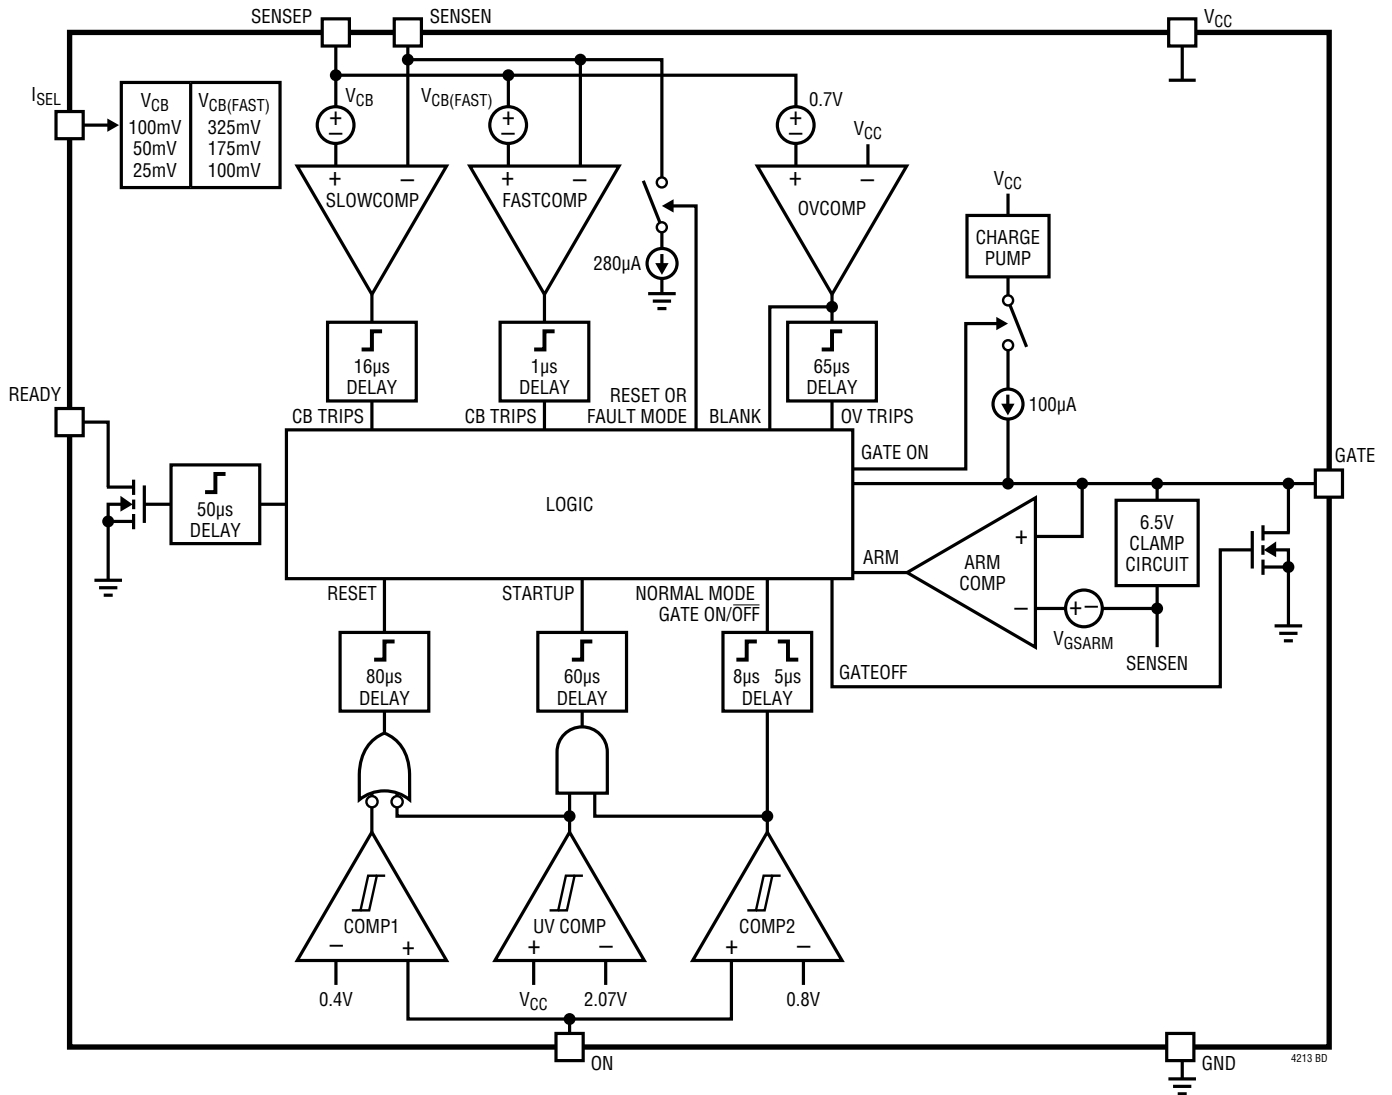 SENSEP
SENSEN
VCC
ISEL
VCB VCB(FAST)
100mV 325mV
50mV 175mV
25mV 100mV
VCB
+
–
VCB(FAST)
+
–
0.7V
+
–
VCC
+ –
SLOWCOMP
+ –
FASTCOMP
+ –
OVCOMP
280µA
VCC
CHARGE
PUMP
100µA
16µs
DELAY
1µs
DELAY
65µs
DELAY
READY
CB TRIPS
CB TRIPS
RESET OR
FAULT MODE
BLANK
OV TRIPS
GATE ON
GATE
50µs
DELAY
LOGIC
ARM
ARM
COMP
+
–
+ –
VGSARM
6.5V
CLAMP
CIRCUIT
SENSEN
RESET
STARTUP
NORMAL MODE
GATE ON/OFF
GATEOFF
80µs
DELAY
60µs
DELAY
8µs 5µs
DELAY
COMP1
– +
UV COMP
+ –
COMP2
+ –
0.4V
VCC
2.07V
0.8V
ON
GND
4213 BD